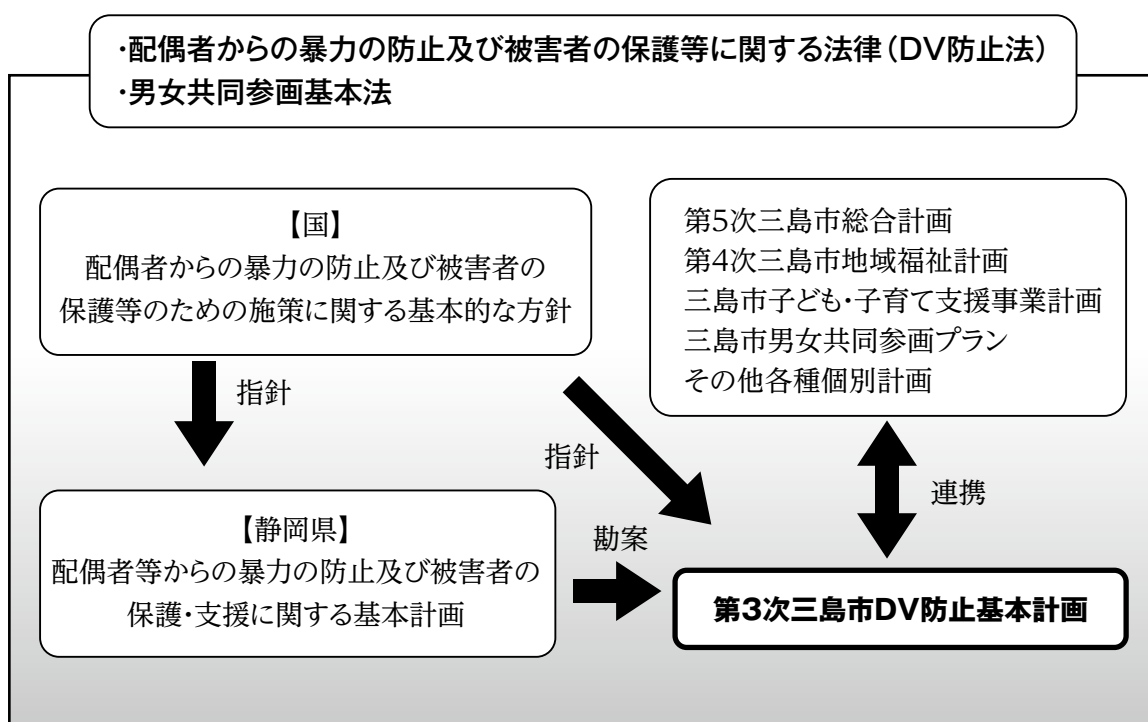 ・配偶者からの暴力の防止及び被害者の保護等に関する法律（DV防止法）
・男女共同参画基本法
【国】
配偶者からの暴力の防止及び被害者の
保護等のための施策に関する基本的な方針
第5次三島市総合計画
第4次三島市地域福祉計画
三島市子ども・子育て支援事業計画
三島市男女共同参画プラン
その他各種個別計画
指針
指針
連携
【静岡県】
配偶者等からの暴力の防止及び被害者の
保護・支援に関する基本計画
勘案
第3次三島市DV防止基本計画